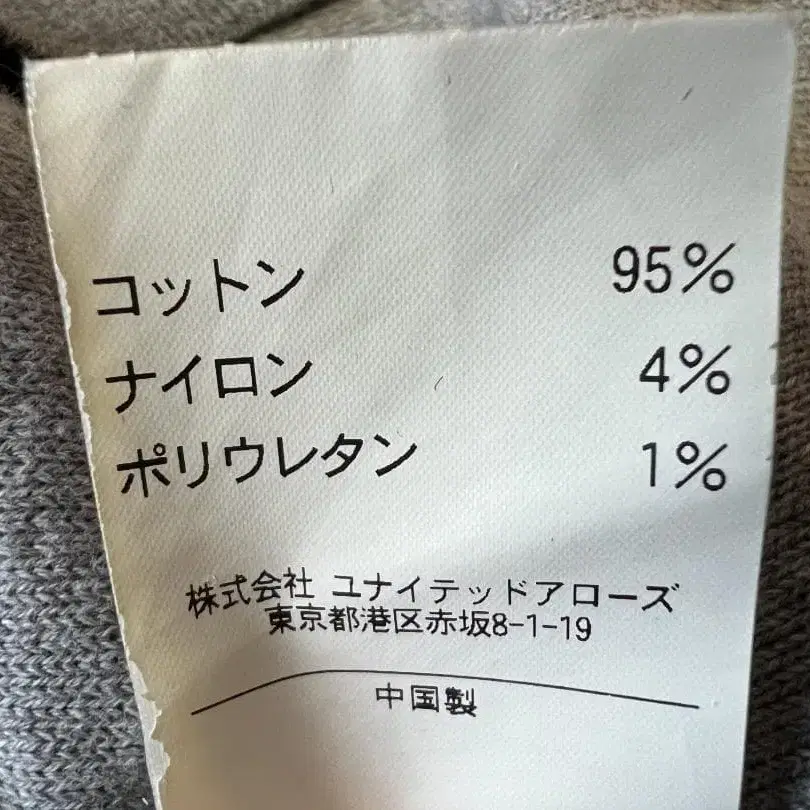 コットン 95%
ナイロン 4%
ポリウレタン 1%
株式会社 ユナイテッドアローズ
東京都港区赤坂8-1-19
中国製